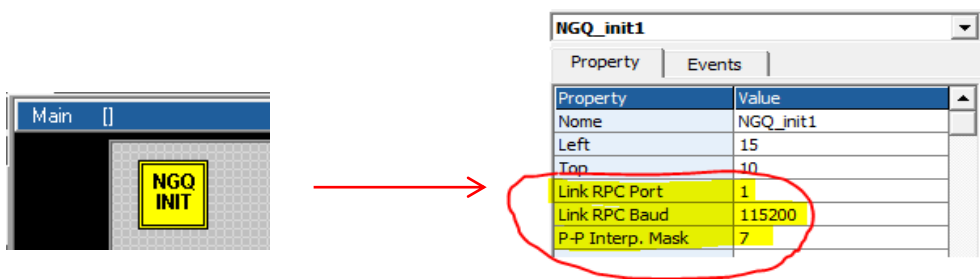 Main []
NGQ
INIT
NGQ_init1
Property Events
Property Value
Nome NGQ_init1
Left 15
Top 10
Link RPC Port 1
Link RPC Baud 115200
P-P Interp. Mask 7